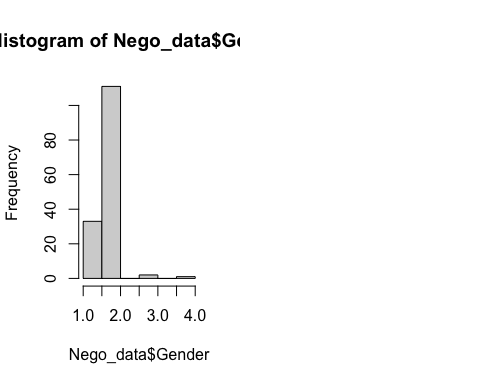 listogram of Nego_data$Ge
Frequency
0 20 40 60 80
1.0 2.0 3.0 4.0
Nego_data$Gender